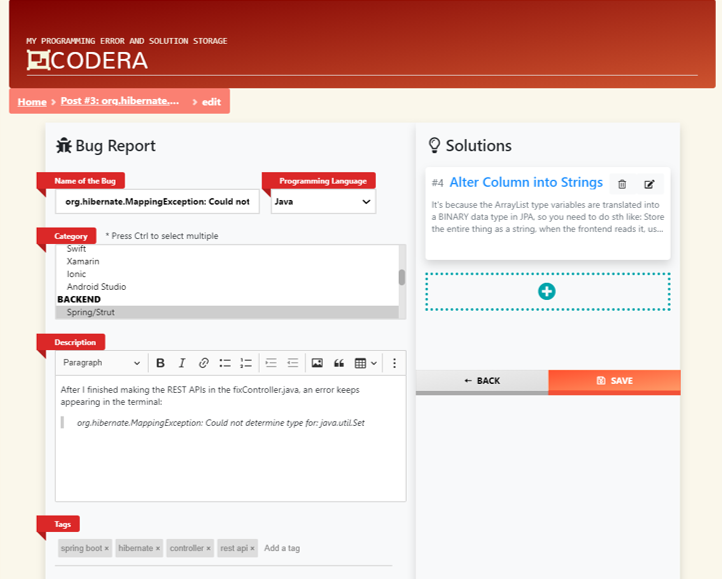 MY PROGRAMMING ERROR AND SOLUTION STORAGE
CODERA
Home > Post #3: org.hibernate,... > edit
Bug Report
Name of the Bug
Programming Language
org.hibernate.MappingException: Could not
Java
Category
* Press Ctrl to select multiple
Swift
Xamarin
Ionic
Android Studio
BACKEND
Spring/Strut
Description
Paragraph
B I
After I finished making the REST APIs in the fixController.java, an error keeps
appearing in the terminal:
org.hibernate.MappingException: Could not determine type for: java.util.Set
Tags
spring boot × hibernate × controller × rest api × Add a tag
Solutions
#4 Alter Column into Strings
It's because the ArrayList type variables are translated into
a BINARY data type in JPA, so you need to do sth like: Store
the entire thing as a string, when the frontend reads it, us...
← BACK
SAVE